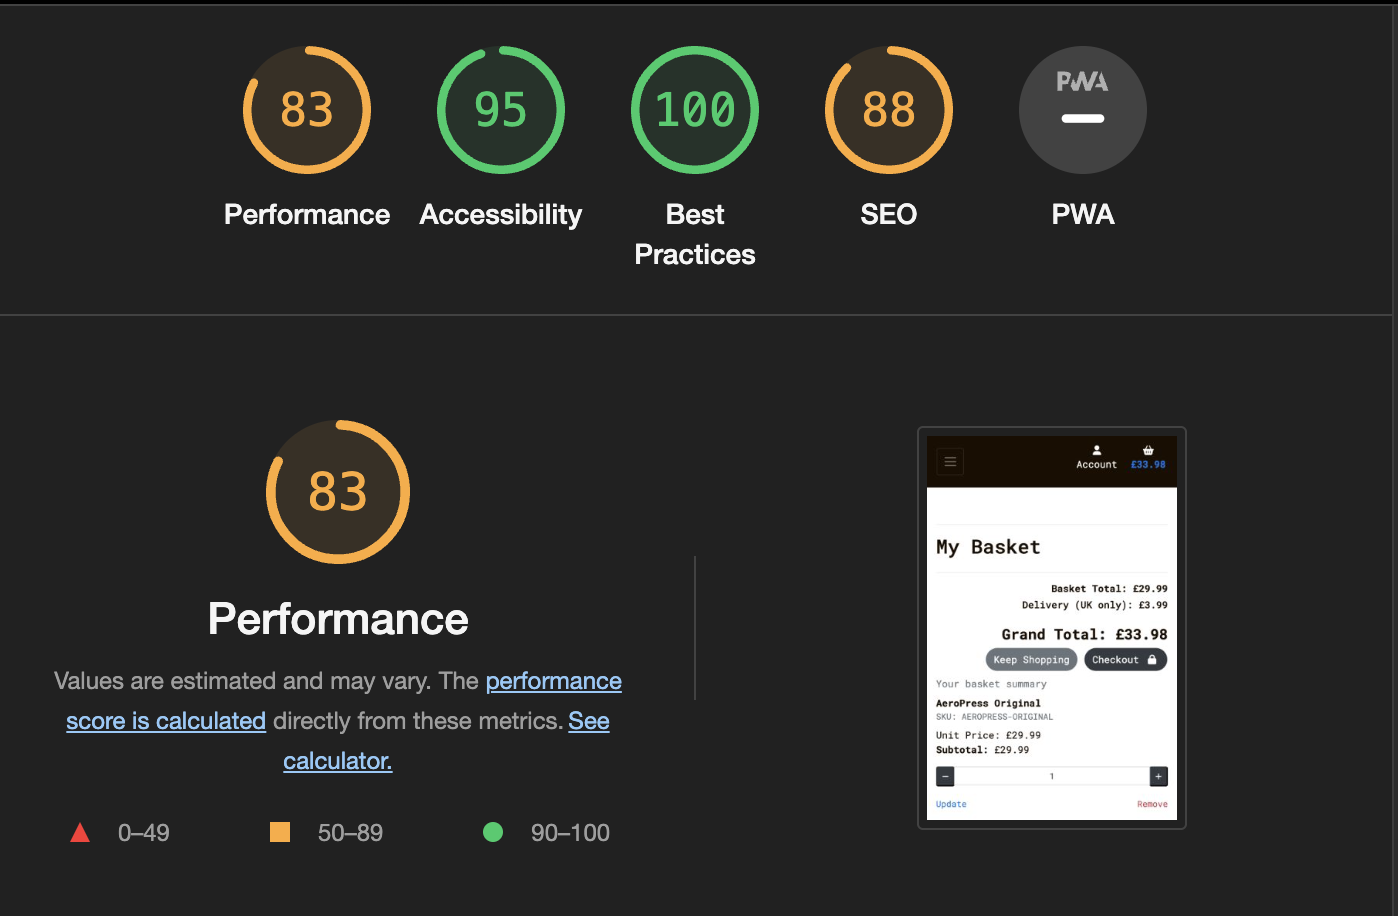 83
95
100
88
PWA
Performance
Accessibility
Best
Practices
SEO
PWA
83
Performance
Values are estimated and may vary. The performance
score is calculated directly from these metrics. See
calculator.
0–49
50–89
90–100
Account
£33.98
My Basket
Basket Total: £29.99
Delivery (UK only): £3.99
Grand Total: £33.98
Keep Shopping
Checkout
Your basket summary
AeroPress Original
SKU: AEROPRESS-ORIGINAL
Unit Price: £29.99
Subtotal: £29.99
− 1 +
Update
Remove